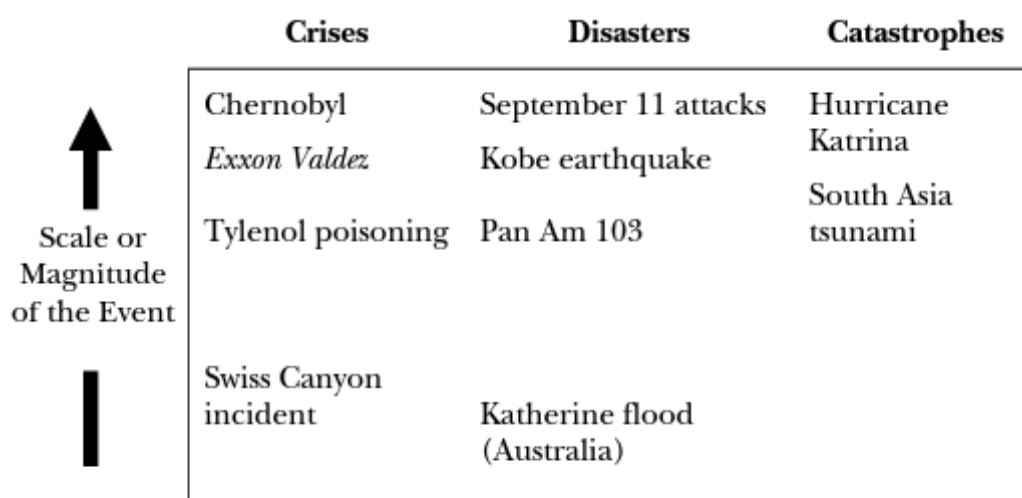 Crises Disasters Catastrophes
Chernobyl September 11 attacks Hurricane
Katrina
Exxon Valdez Kobe earthquake
South Asia
Scale or Tylenol poisoning Pan Am 103 tsunami
Magnitude
of the Event
Swiss Canyon
incident Katherine flood
(Australia)